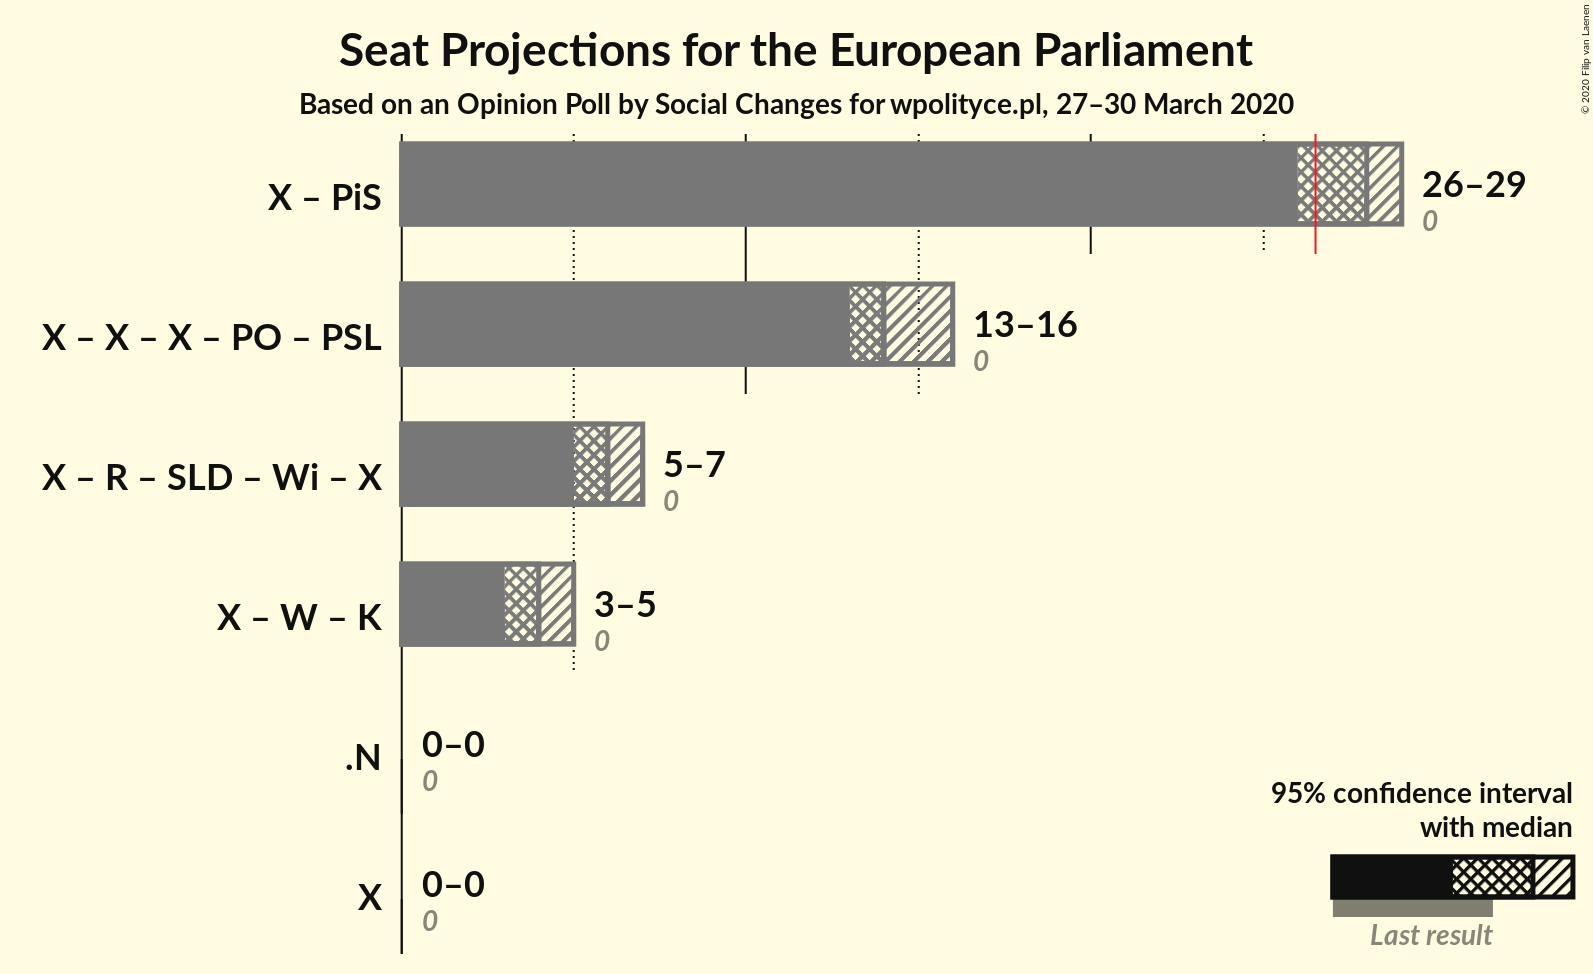 Seat Projections for the European Parliament
Based on an Opinion Poll by Social Changes for wpolityce.pl, 27–30 March 2020
© 2020 Filip van Laenen
X – PiS
26–29
0
X – X – X – PO – PSL
13–16
0
X – R – SLD – Wi – X
5–7
0
X – W – K
3–5
0
.N
0–0
0
X
0–0
0
95% confidence interval
with median
Last result